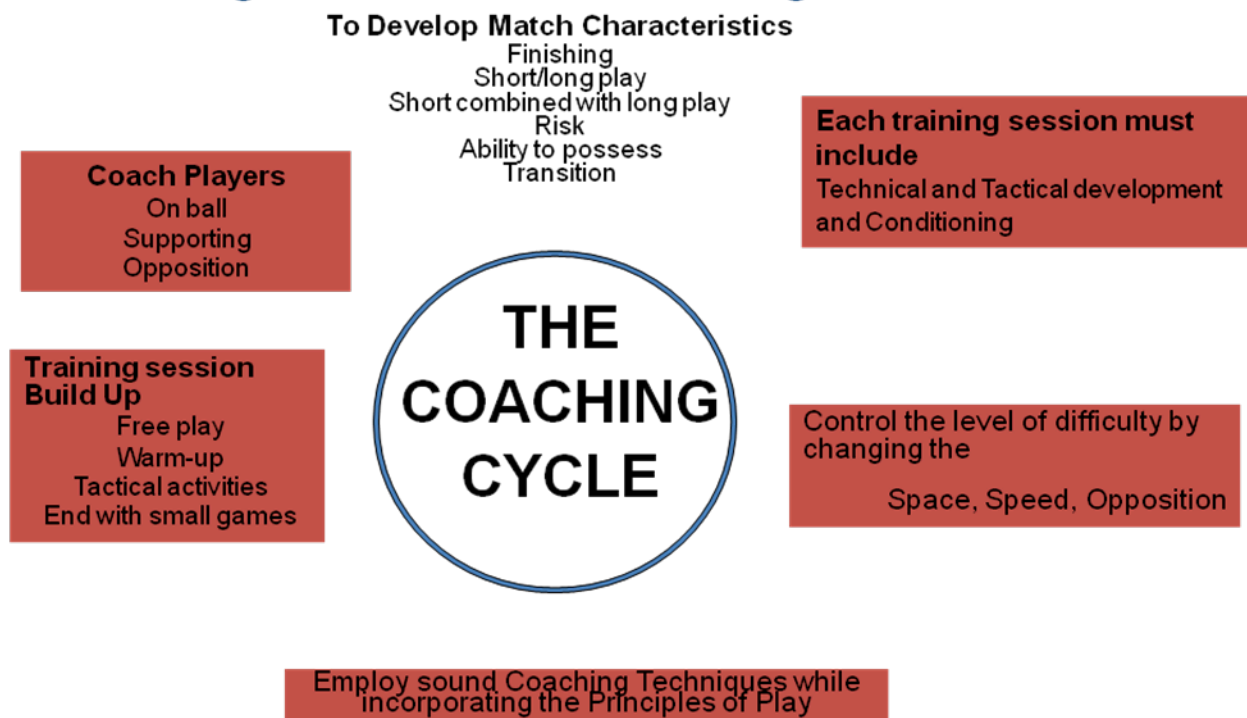 To Develop Match Characteristics
Finishing
Short/long play
Short combined with long play
Risk
Ability to possess
Transition
Each training session must
include
Technical and Tactical development
and Conditioning
Coach Players
On ball
Supporting
Opposition
THE
COACHING
CYCLE
Training session
Build Up
Free play
Warm-up
Tactical activities
End with small games
Control the level of difficulty by
changing the
Space, Speed, Opposition
Employ sound Coaching Techniques while
incorporating the Principles of Play